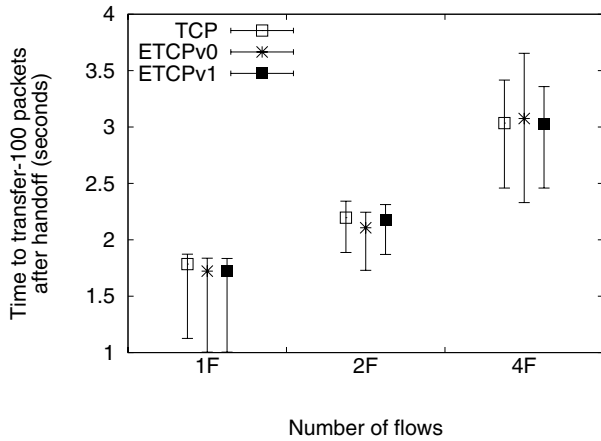 Time to transfer-100 packets
after handoff (seconds)
4
3.5
3
2.5
2
1.5
1
TCP
ETCPv0
ETCPv1
1F
2F
4F
Number of flows